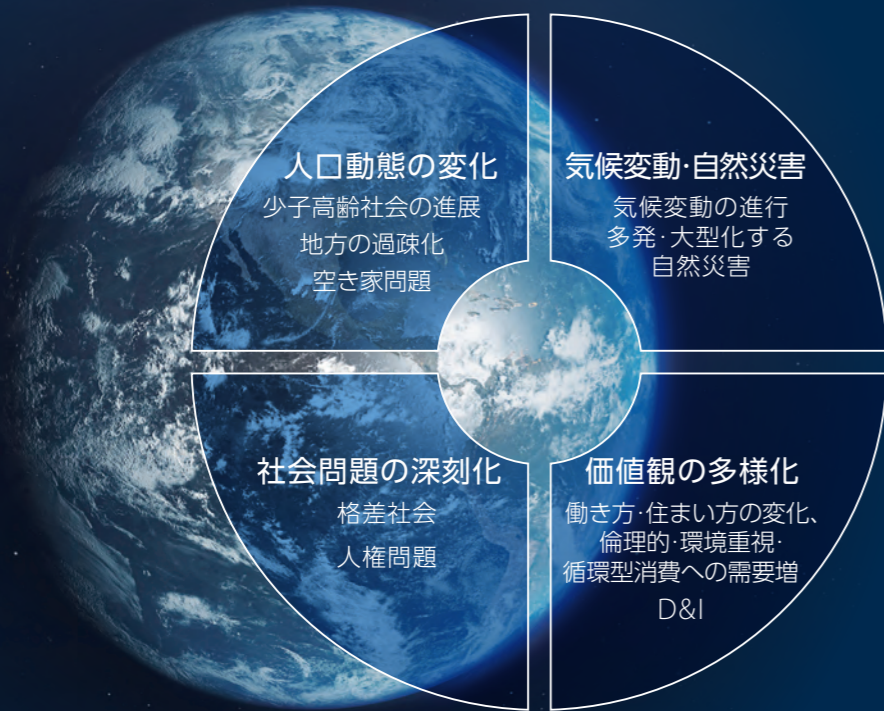 人口動態の変化
少子高齢社会の進展
地方の過疎化
空き家問題
気候変動・自然災害
気候変動の進行
多発・大型化する
自然災害
社会問題の深刻化
格差社会
人権問題
価値観の多様化
働き方・住まい方の変化、
倫理的・環境重視・
循環型消費への需要増
D&I